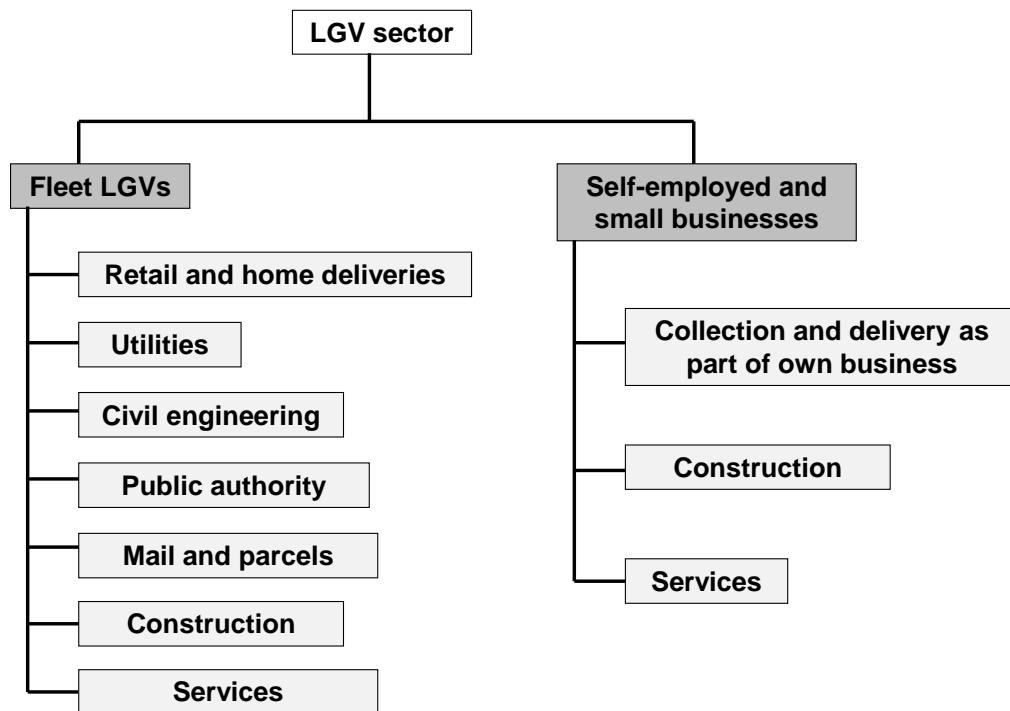 LGV sector
Fleet LGVs
Retail and home deliveries
Utilities
Civil engineering
Public authority
Mail and parcels
Construction
Services
Self-employed and
small businesses
Collection and delivery as
part of own business
Construction
Services